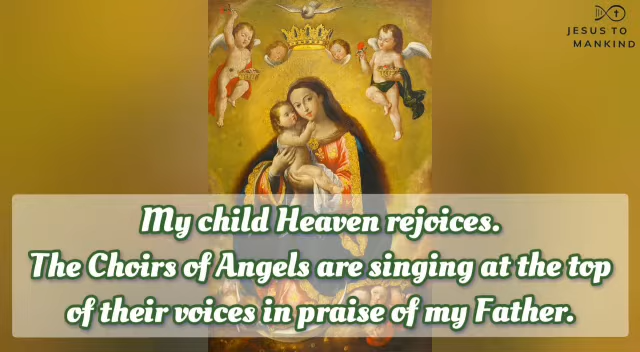 JESUS TO
MANKIND
My child Heaven rejoices.
The Choirs of Angels are singing at the top
of their voices in praise of my Father.